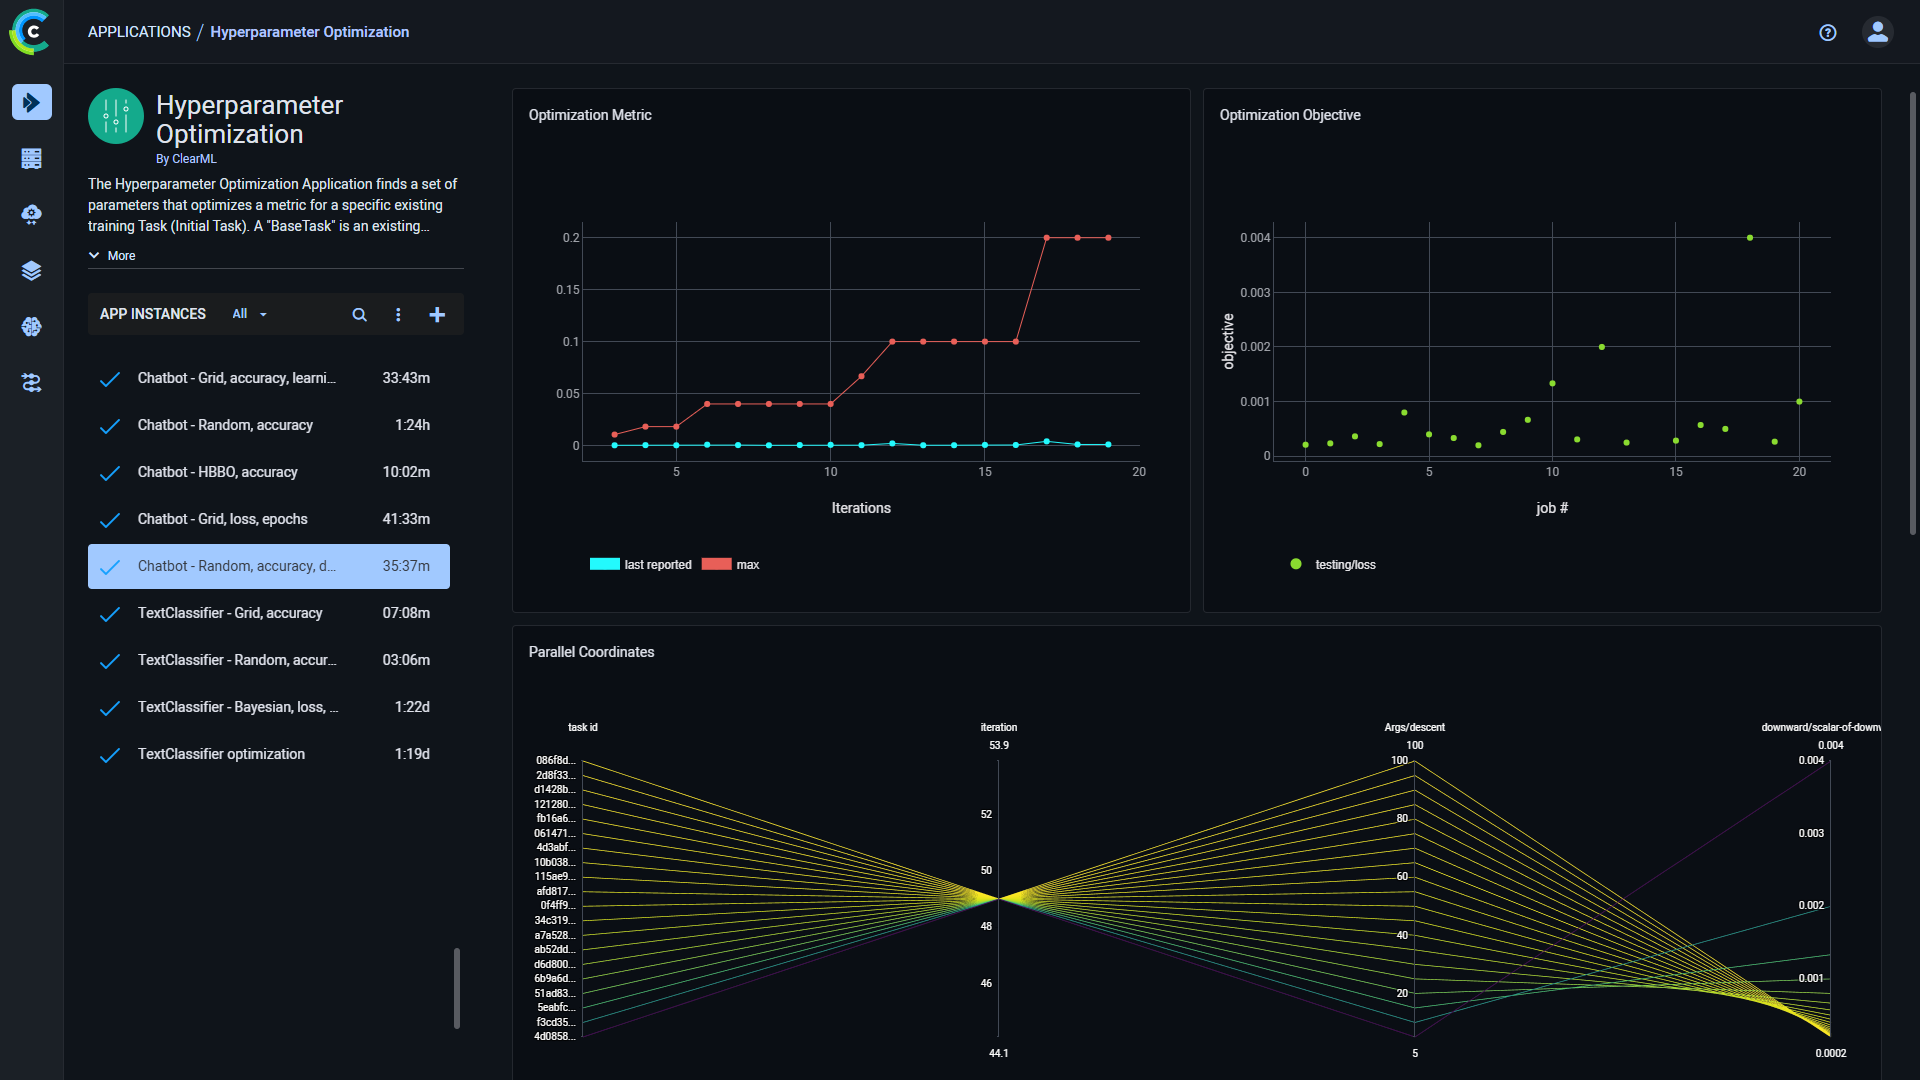 APPLICATIONS / Hyperparameter Optimization
Hyperparameter
Optimization
By ClearML
The Hyperparameter Optimization Application finds a set of
parameters that optimizes a metric for a specific existing
training Task (Initial Task). A "BaseTask" is an existing...
More
APP INSTANCES All
Chatbot - Grid, accuracy, learni... 33:43m
Chatbot - Random, accuracy 1:24h
Chatbot - HBBO, accuracy 10:02m
Chatbot - Grid, loss, epochs 41:33m
Chatbot - Random, accuracy, d... 35:37m
TextClassifier - Grid, accuracy 07:08m
TextClassifier - Random, accur... 03:06m
TextClassifier - Bayesian, loss, ... 1:22d
TextClassifier optimization 1:19d
Optimization Metric
0.2
0.15
0.1
0.05
0
5 10 15 20
Iterations
last reported max
Optimization Objective
objective
0.004
0.003
0.002
0.001
0
0 5 10 15 20
job #
testing/loss
Parallel Coordinates
task id iteration Args/descent downward/scalar-of-down
53.9 100 0.004
086f8d...
2d8f33...
d1428b...
121280...
fb16a6...
061471...
4d3abf...
10b038...
115ae9...
afd817...
0f4ff9...
34c319...
a7a528...
ab52dd...
d6d800...
6b9a6d...
51ad83...
5eabfc...
f3cd35...
4d0858...
52
50
48
46
44.1
100
80
60
40
20
5
0.004
0.003
0.002
0.001
0.0002